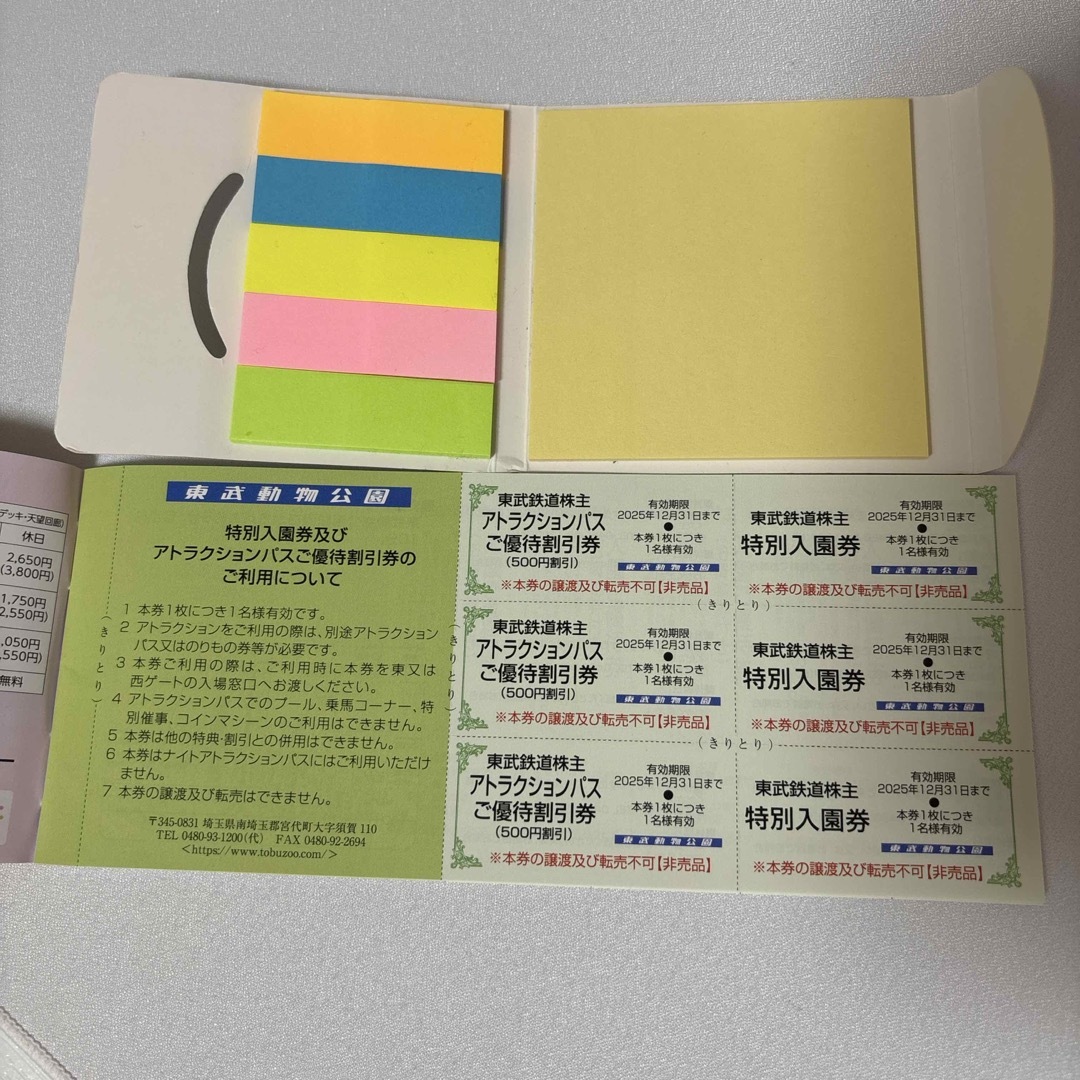 デッキ・天望回廊)
休日
2,650円
(3,800円)
1,750円
2,550円)
,050円
,550円)
無料
(きりとり)
東武動物公園
特別入園券及び
アトラクションパスご優待割引券の
ご利用について
1 本券1枚につき1名様有効です。
2 アトラクションをご利用の際は、別途アトラクション
パス又はのりもの券等が必要です。
3 本券ご利用の際は、ご利用時に本券を東又は
西ゲートの入場窓口へお渡しください。
4 アトラクションパスでのプール、乗馬コーナー、特
別催事、コインマシーンのご利用はできません。
5 本券は他の特典・割引との併用はできません。
6 本券はナイトアトラクションパスにはご利用いただけ
ません。
7 本券の譲渡及び転売はできません。
〒345-0831 埼玉県南埼玉郡宮代町大字須賀 110
TEL 0480-93-1200(代) FAX 0480-92-2694
<https://www.tobuzoo.com/>
(きりとり)
東武鉄道株主
アトラクションパス
ご優待割引券
(500円割引)
有効期限
2025年12月31日まで
●
本券1枚につき
1名様有効
東武動物公園
※本券の譲渡及び転売不可【非売品】
東武鉄道株主
特別入園券
有効期限
2025年12月31日まで
●
本券1枚につき
1名様有効
東武動物公園
※本券の譲渡及び転売不可【非売品】
(きりとり)
東武鉄道株主
アトラクションパス
ご優待割引券
(500円割引)
有効期限
2025年12月31日まで
●
本券1枚につき
1名様有効
東武動物公園
※本券の譲渡及び転売不可【非売品】
東武鉄道株主
特別入園券
有効期限
2025年12月31日まで
●
本券1枚につき
1名様有効
東武動物公園
※本券の譲渡及び転売不可【非売品】
(きりとり)
東武鉄道株主
アトラクションパス
ご優待割引券
(500円割引)
有効期限
2025年12月31日まで
●
本券1枚につき
1名様有効
東武動物公園
※本券の譲渡及び転売不可【非売品】
東武鉄道株主
特別入園券
有効期限
2025年12月31日まで
●
本券1枚につき
1名様有効
東武動物公園
※本券の譲渡及び転売不可【非売品】